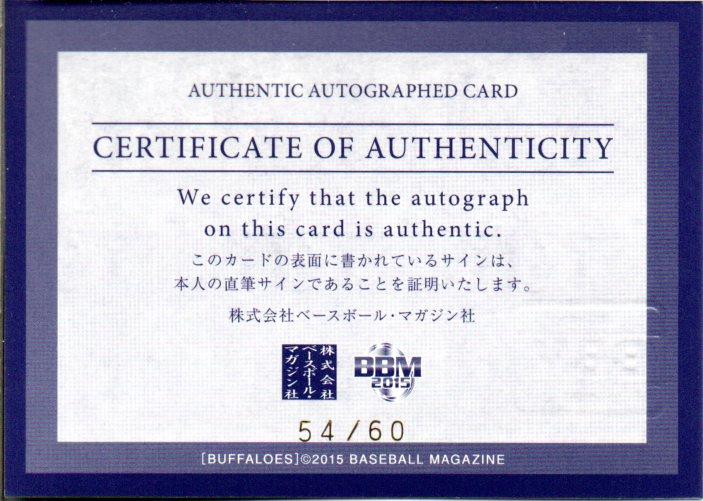 AUTHENTIC AUTOGRAPHED CARD
CERTIFICATE OF AUTHENTICITY
We certify that the autograph
on this card is authentic.
このカードの表面に書かれているサインは、
本人の直筆サインであることを証明いたします。
株式会社ベースボール・マガジン社
株式会社
ベースボール・
マガジン社
BBM
2015
54/60
[BUFFALOES]©2015 BASEBALL MAGAZINE